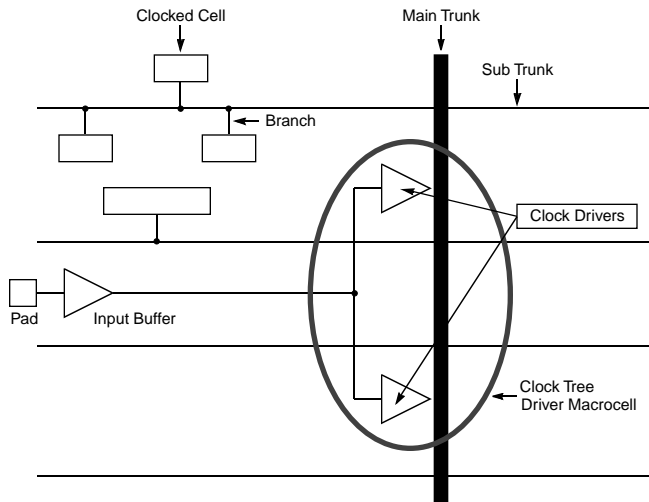 Clocked Cell
Main Trunk
Sub Trunk
Branch
Clock Drivers
Pad
Input Buffer
Clock Tree
Driver Macrocell